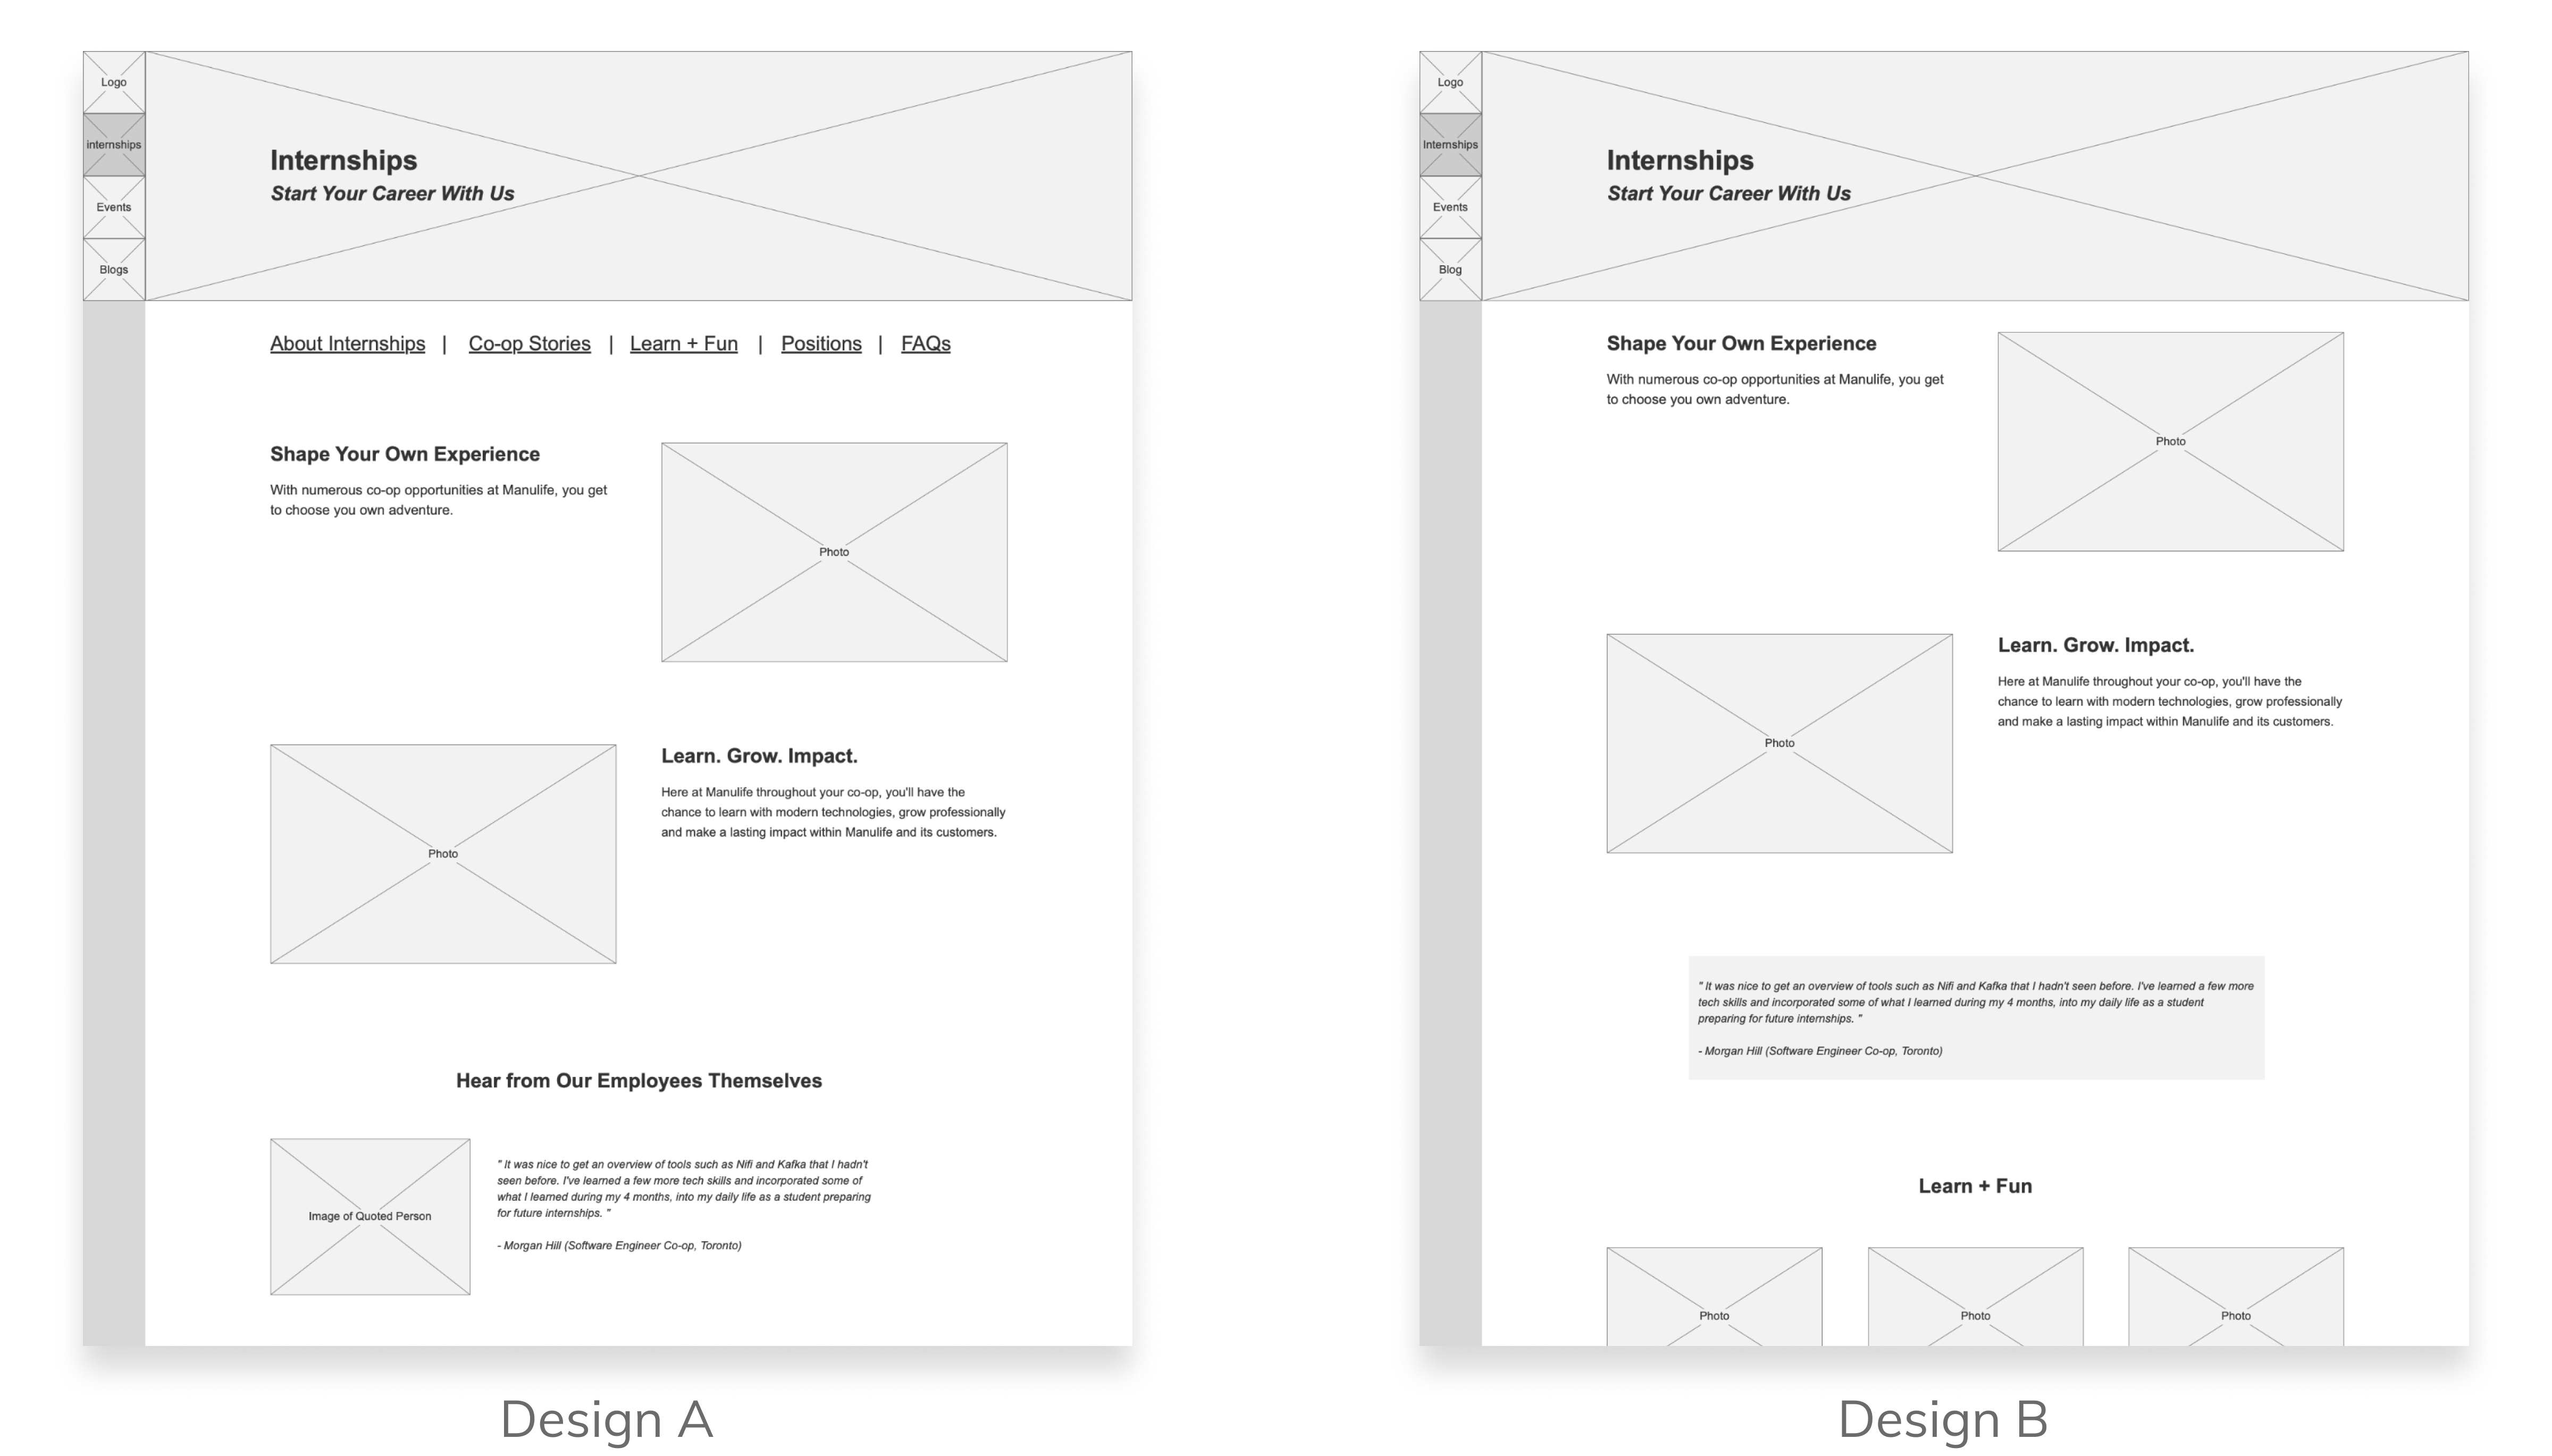 Logo
internships
Events
Blogs
Internships
Start Your Career With Us
About Internships | Co-op Stories | Learn + Fun | Positions | FAQs
Shape Your Own Experience
With numerous co-op opportunities at Manulife, you get
to choose you own adventure.
Photo
Photo
Learn. Grow. Impact.
Here at Manulife throughout your co-op, you'll have the
chance to learn with modern technologies, grow professionally
and make a lasting impact within Manulife and its customers.
Hear from Our Employees Themselves
Image of Quoted Person
" It was nice to get an overview of tools such as Nifi and Kafka that I hadn't
seen before. I've learned a few more tech skills and incorporated some of
what I learned during my 4 months, into my daily life as a student preparing
for future internships. "
- Morgan Hill (Software Engineer Co-op, Toronto)
Design A
Logo
Internships
Events
Blog
Internships
Start Your Career With Us
Shape Your Own Experience
With numerous co-op opportunities at Manulife, you get
to choose you own adventure.
Photo
Photo
Learn. Grow. Impact.
Here at Manulife throughout your co-op, you'll have the
chance to learn with modern technologies, grow professionally
and make a lasting impact within Manulife and its customers.
" It was nice to get an overview of tools such as Nifi and Kafka that I hadn't seen before. I've learned a few more
tech skills and incorporated some of what I learned during my 4 months, into my daily life as a student
preparing for future internships. "
- Morgan Hill (Software Engineer Co-op, Toronto)
Learn + Fun
Photo
Photo
Photo
Design B